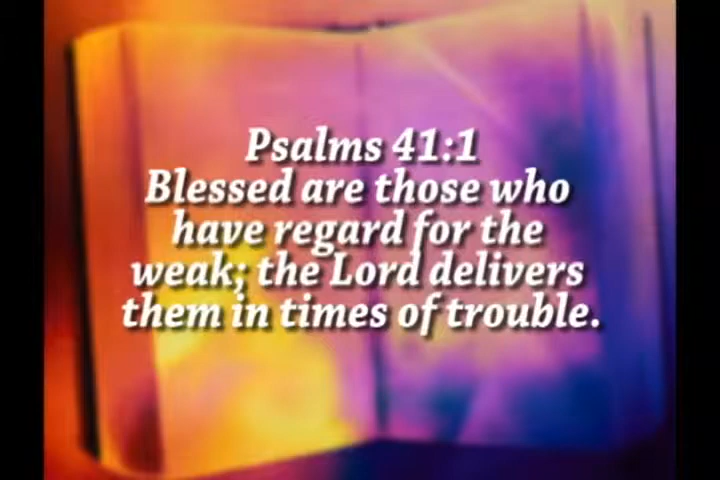 Psalms 41:1
Blessed are those who
have regard for the
weak; the Lord delivers
them in times of trouble.